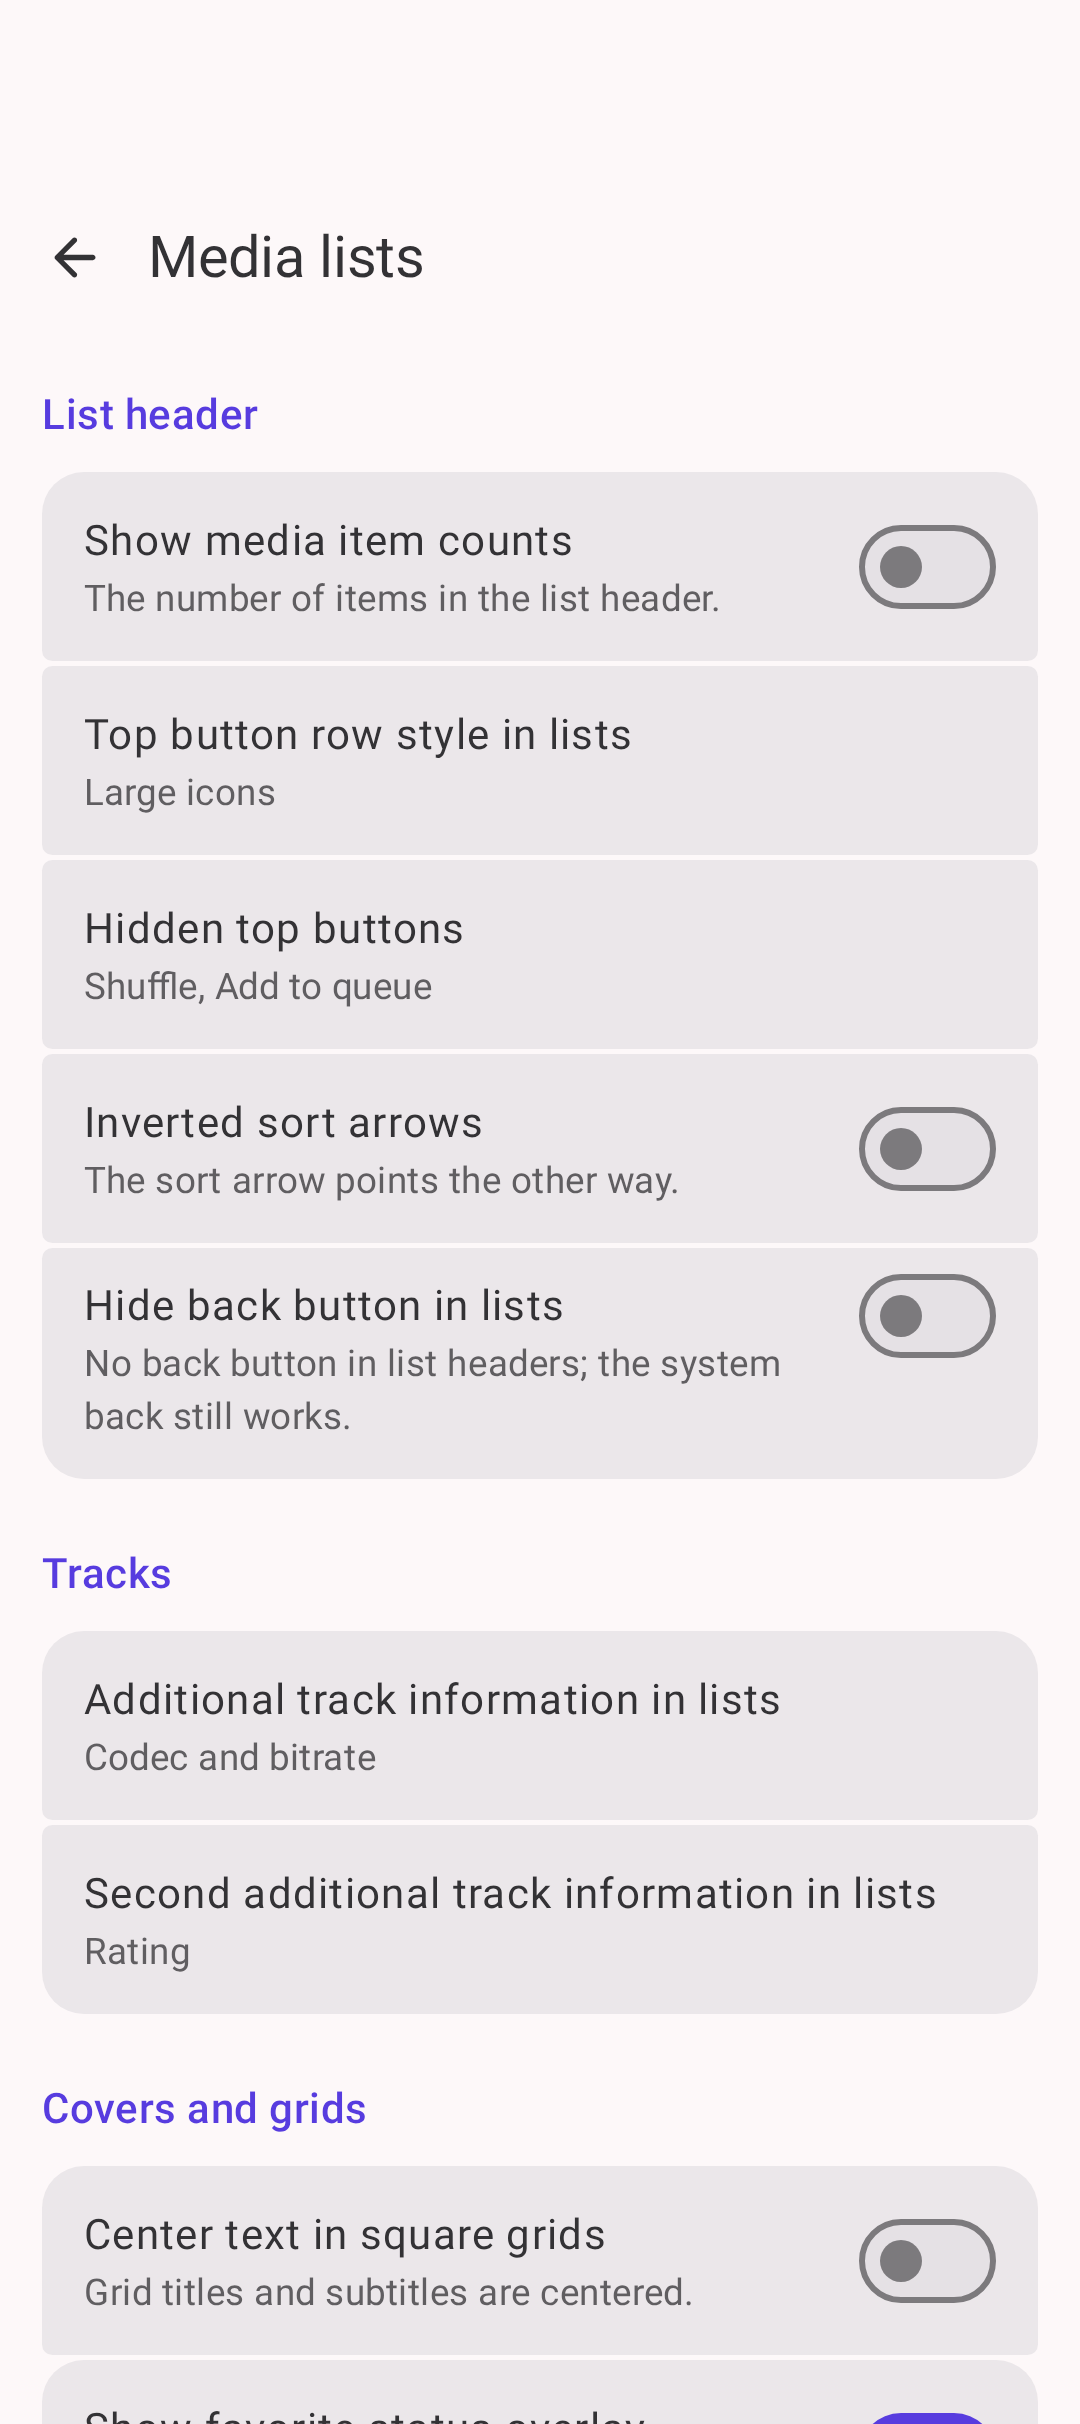 Media lists
List header
Show media item counts
The number of items in the list header.
Top button row style in lists
Large icons
Hidden top buttons
Shuffle, Add to queue
Inverted sort arrows
The sort arrow points the other way.
Hide back button in lists
No back button in list headers; the system
back still works.
Tracks
Additional track information in lists
Codec and bitrate
Second additional track information in lists
Rating
Covers and grids
Center text in square grids
Grid titles and subtitles are centered.
Show favorite status overlay